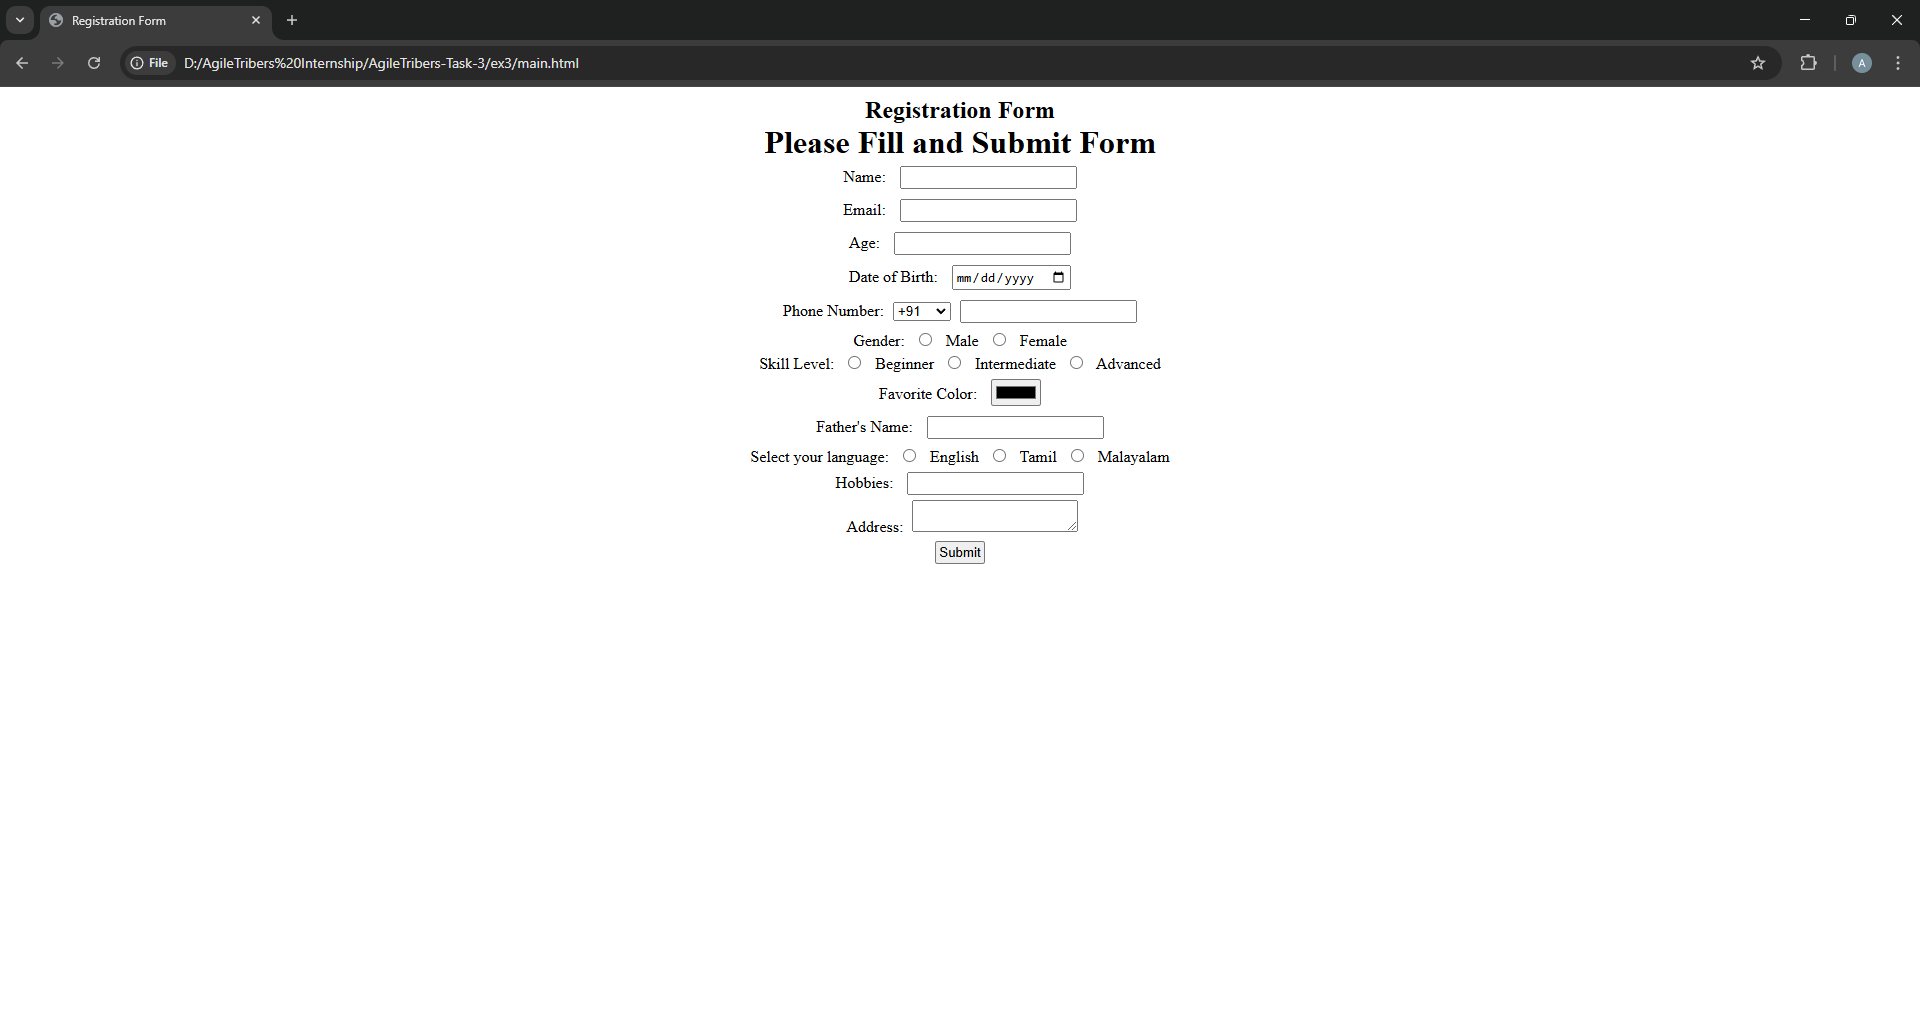 Registration Form
File D:/AgileTribers%20Internship/AgileTribers-Task-3/ex3/main.html
A
Registration Form
Please Fill and Submit Form
Name:
Email:
Age:
Date of Birth: mm/dd/yyyy
Phone Number: +91
Gender: Male Female
Skill Level: Beginner Intermediate Advanced
Favorite Color:
Father's Name:
Select your language: English Tamil Malayalam
Hobbies:
Address:
Submit